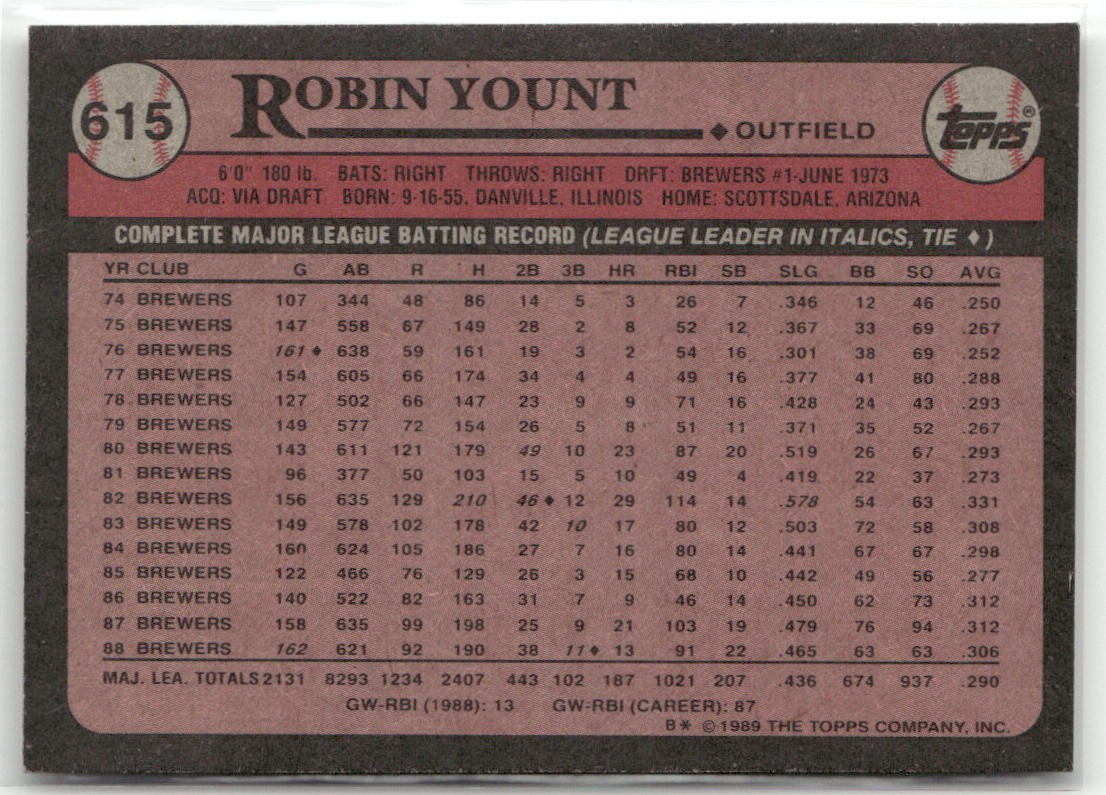 615 ROBIN YOUNT ◆ OUTFIELD topps®
6'0" 180 lb. BATS: RIGHT THROWS: RIGHT DRFT: BREWERS #1-JUNE 1973
ACQ: VIA DRAFT BORN: 9-16-55, DANVILLE, ILLINOIS HOME: SCOTTSDALE, ARIZONA
COMPLETE MAJOR LEAGUE BATTING RECORD (LEAGUE LEADER IN ITALICS, TIE ♦)
YR CLUB G AB R H 2B 3B HR RBI SB SLG BB SO AVG
74 BREWERS 107 344 48 86 14 5 3 26 7 .346 12 46 .250
75 BREWERS 147 558 67 149 28 2 8 52 12 .367 33 69 .267
76 BREWERS 161♦ 638 59 161 19 3 2 54 16 .301 38 69 .252
77 BREWERS 154 605 66 174 34 4 4 49 16 .377 41 80 .288
78 BREWERS 127 502 66 147 23 9 9 71 16 .428 24 43 .293
79 BREWERS 149 577 72 154 26 5 8 51 11 .371 35 52 .267
80 BREWERS 143 611 121 179 49 10 23 87 20 .519 26 67 .293
81 BREWERS 96 377 50 103 15 5 10 49 4 .419 22 37 .273
82 BREWERS 156 635 129 210 46♦ 12 29 114 14 .578 54 63 .331
83 BREWERS 149 578 102 178 42 10 17 80 12 .503 72 58 .308
84 BREWERS 160 624 105 186 27 7 16 80 14 .441 67 67 .298
85 BREWERS 122 466 76 129 26 3 15 68 10 .442 49 56 .277
86 BREWERS 140 522 82 163 31 7 9 46 14 .450 62 73 .312
87 BREWERS 158 635 99 198 25 9 21 103 19 .479 76 94 .312
88 BREWERS 162 621 92 190 38 11♦ 13 91 22 .465 63 63 .306
MAJ. LEA. TOTALS 2131 8293 1234 2407 443 102 187 1021 207 .436 674 937 .290
GW-RBI (1988): 13 GW-RBI (CAREER): 87
B* ©1989 THE TOPPS COMPANY, INC.